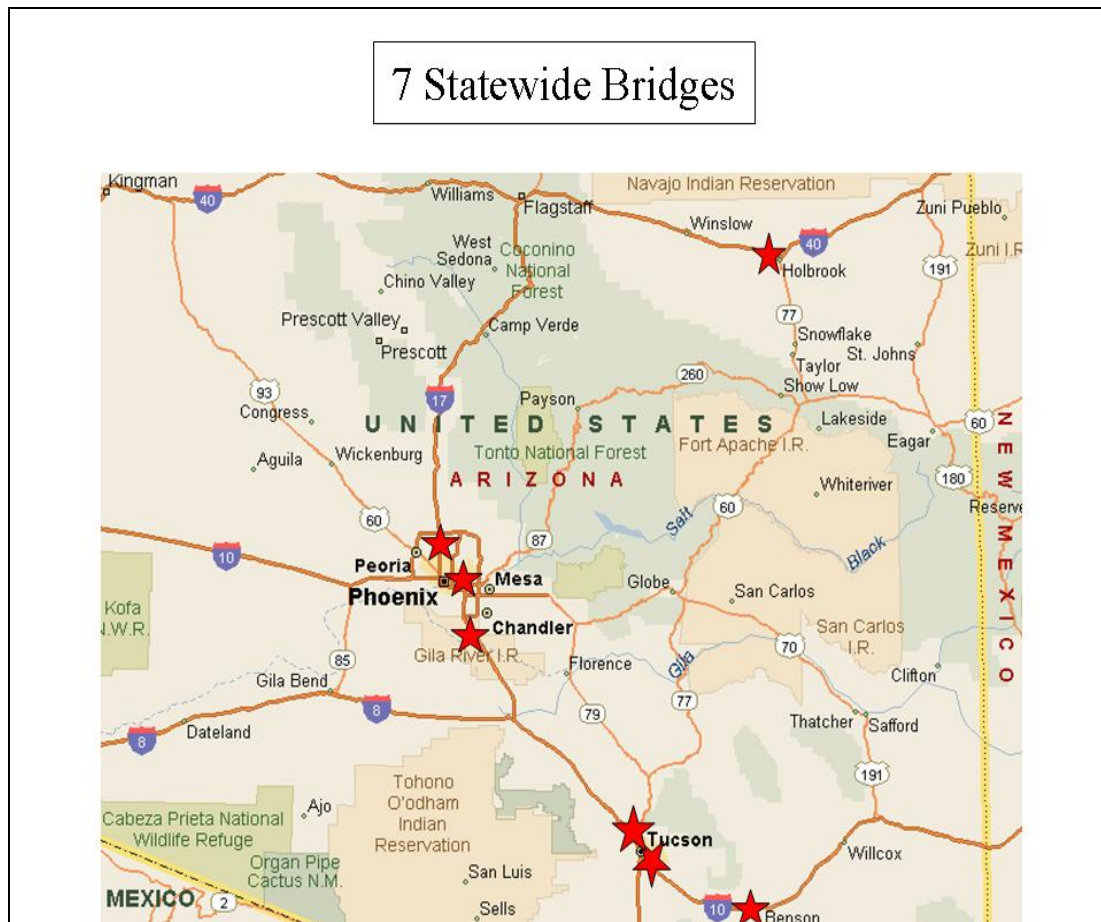 7 Statewide Bridges
Kingman
40
Williams
Flagstaff
Navajo Indian Reservation
Winslow
Zuni Pueblo
40
Zuni I.R
West
Sedona
Coconino
National
Forest
Holbrook
191
Chino Valley
77
Prescott Valley
Prescott
Camp Verde
Snowflake
Taylor
St. Johns
260
Show Low
93
17
Payson
Congress
UNITED STATES
Lakeside
60
NEW MEXICO
Fort Apache I.R.
Eagar
Aguila
Wickenburg
Tonto National Forest
ARIZONA
Whiteriver
180
Reserve
60
Salt
60
87
Black
10
Peoria
Mesa
Phoenix
Globe
San Carlos
Kofa
N.W.R.
Chandler
San Carlos
I.R.
Gila River I.R.
85
Florence
Gila
70
Clifton
Gila Bend
8
79
77
Thatcher
Safford
8
Dateland
191
Tohono
O'odham
Indian
Reservation
Ajo
Cabeza Prieta National
Wildlife Refuge
Tucson
Willcox
Organ Pipe
Cactus N.M.
San Luis
MEXICO
2
Sells
10
Benson